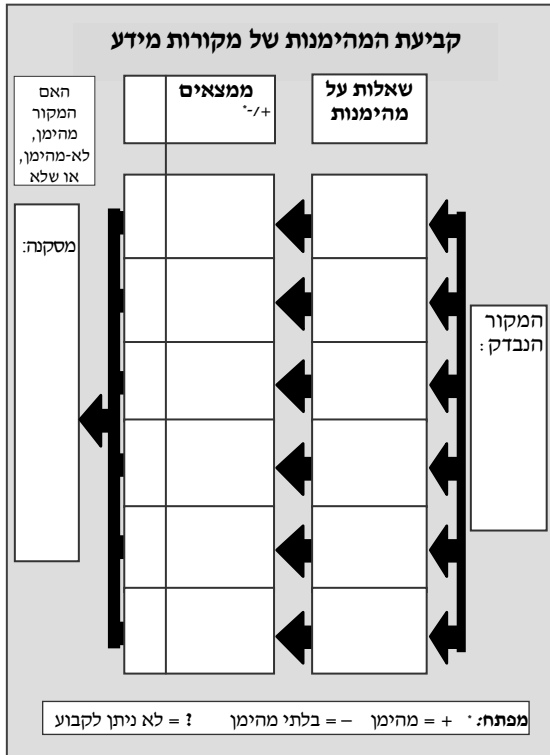 קביעת המהימנות של מקורות מידע
שאלות על
מהימנות
ממצאים
+/-*
האם
המקור
מהימן,
לא-מהימן,
או שלא
המקור
הנבדק:
מסקנה:
מפתח: * + = מהימן – = בלתי מהימן ? = לא ניתן לקבוע